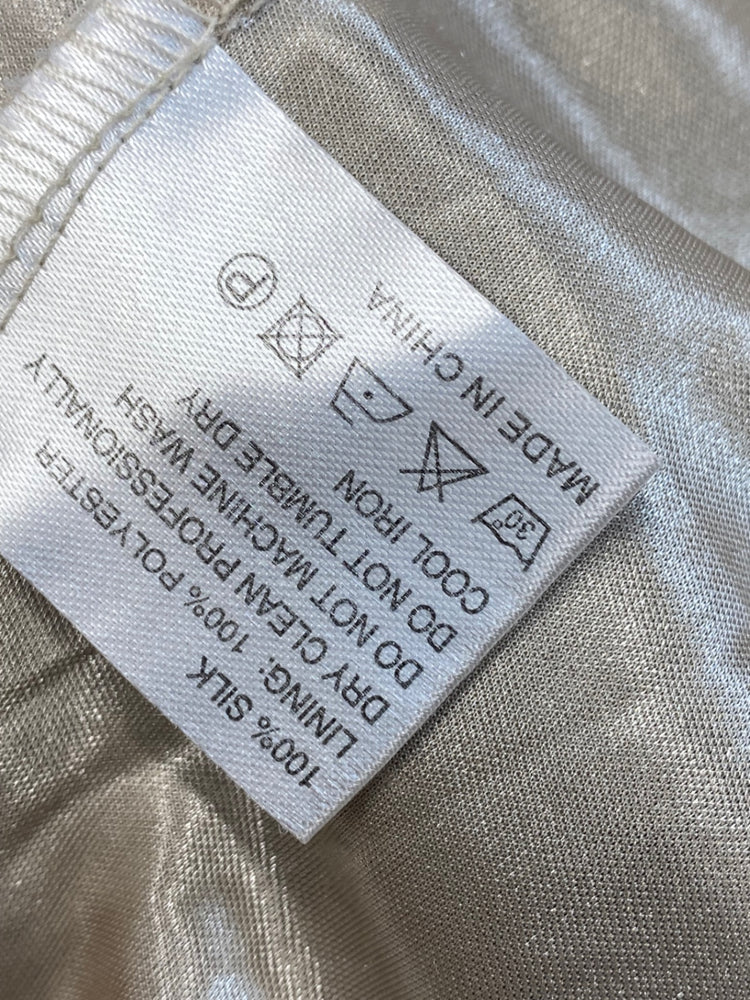 100% SILK
LINING: 100% POLYESTER
DRY CLEAN PROFESSIONALLY
DO NOT MACHINE WASH
DO NOT TUMBLE DRY
COOL IRON
30°
P
MADE IN CHINA